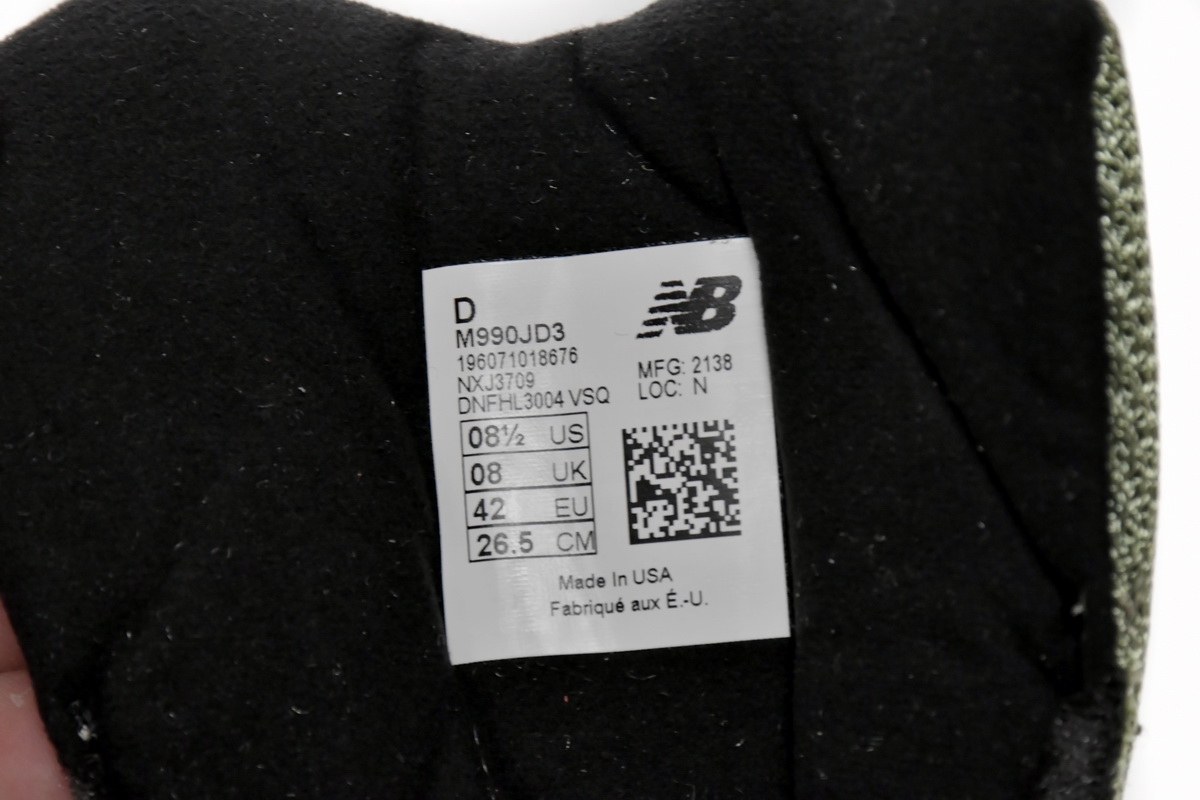 D
M990JD3
196071018676
NXJ3709
DNFHL3004 VSQ
NB
MFG: 2138
LOC: N
08½ US
08 UK
42 EU
26.5 CM
Made In USA
Fabriqué aux É.-U.